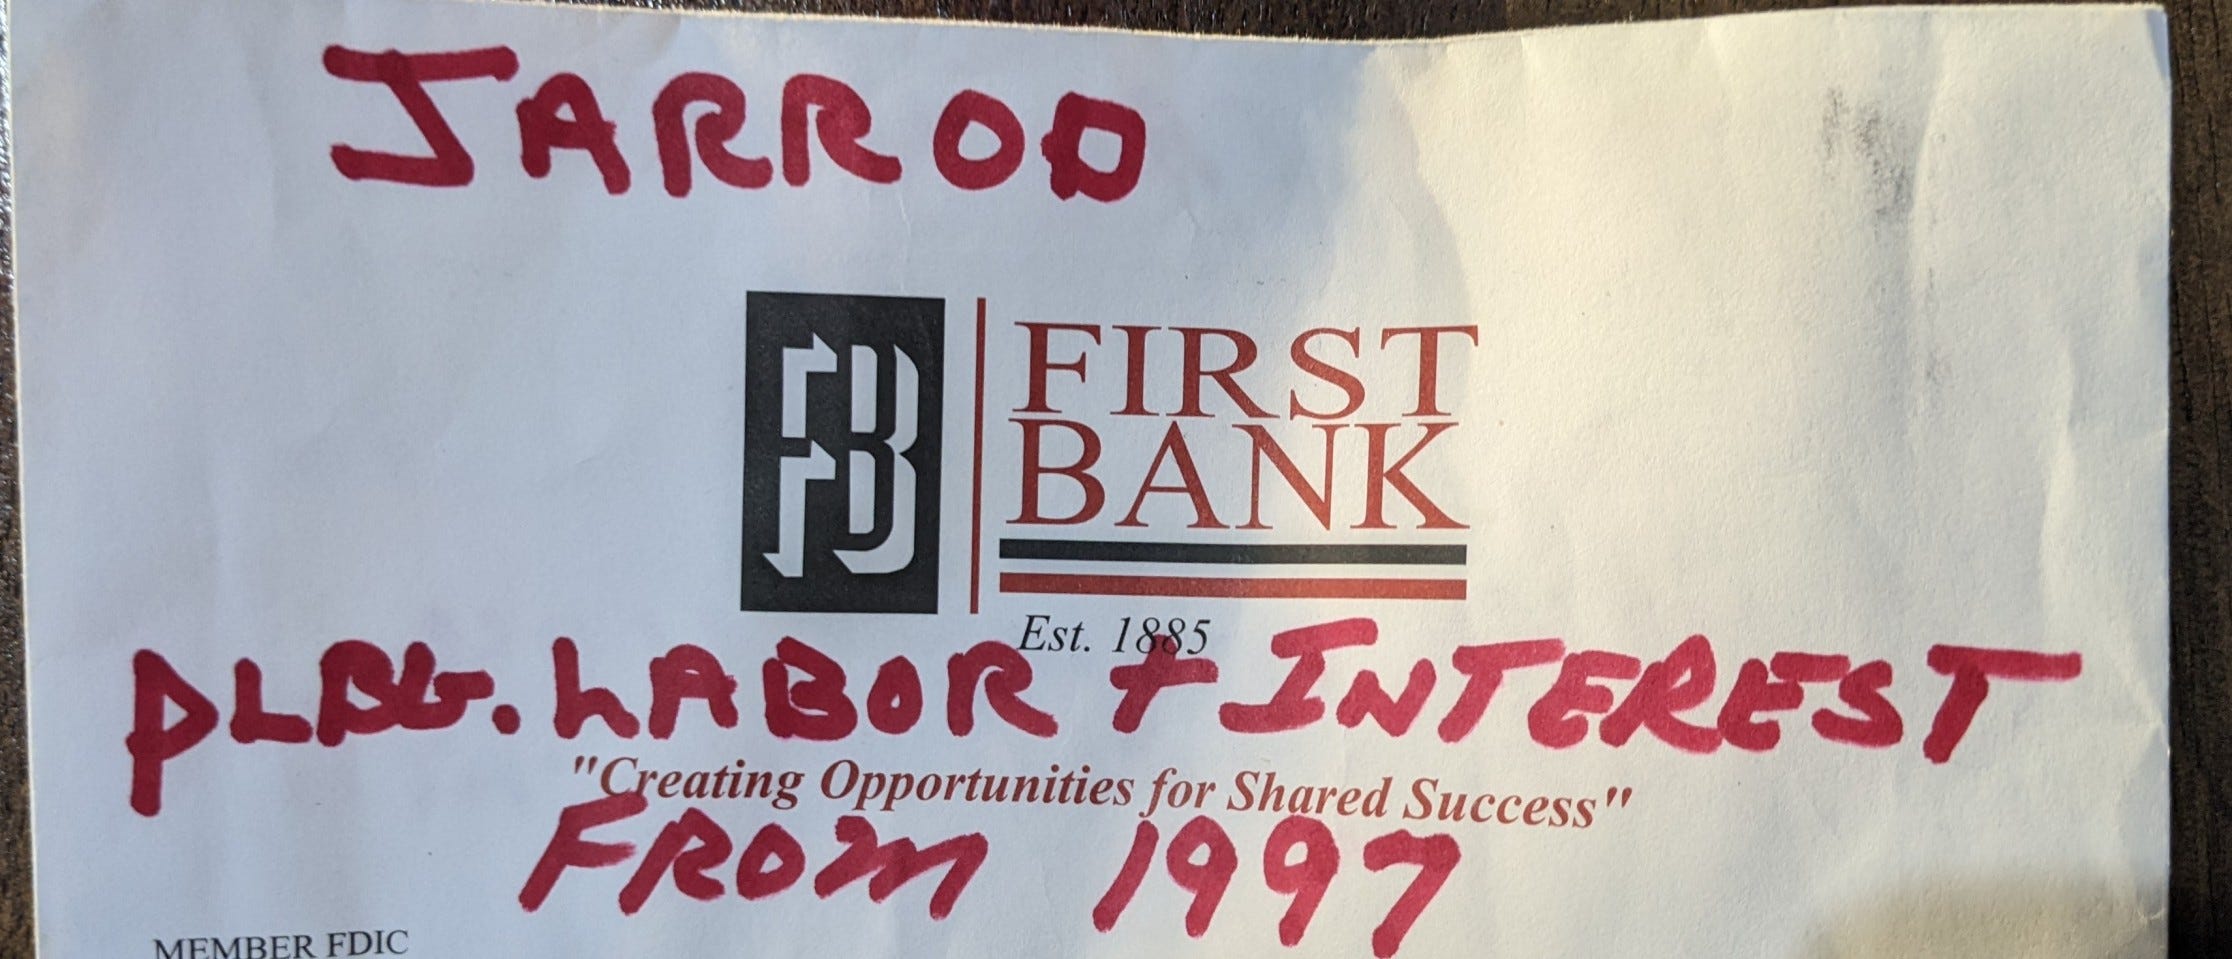 JARROD
FB
FIRST
BANK
Est. 1885
PLBG. LABOR + INTEREST
"Creating Opportunities for Shared Success"
FROM 1997
MEMBER FDIC